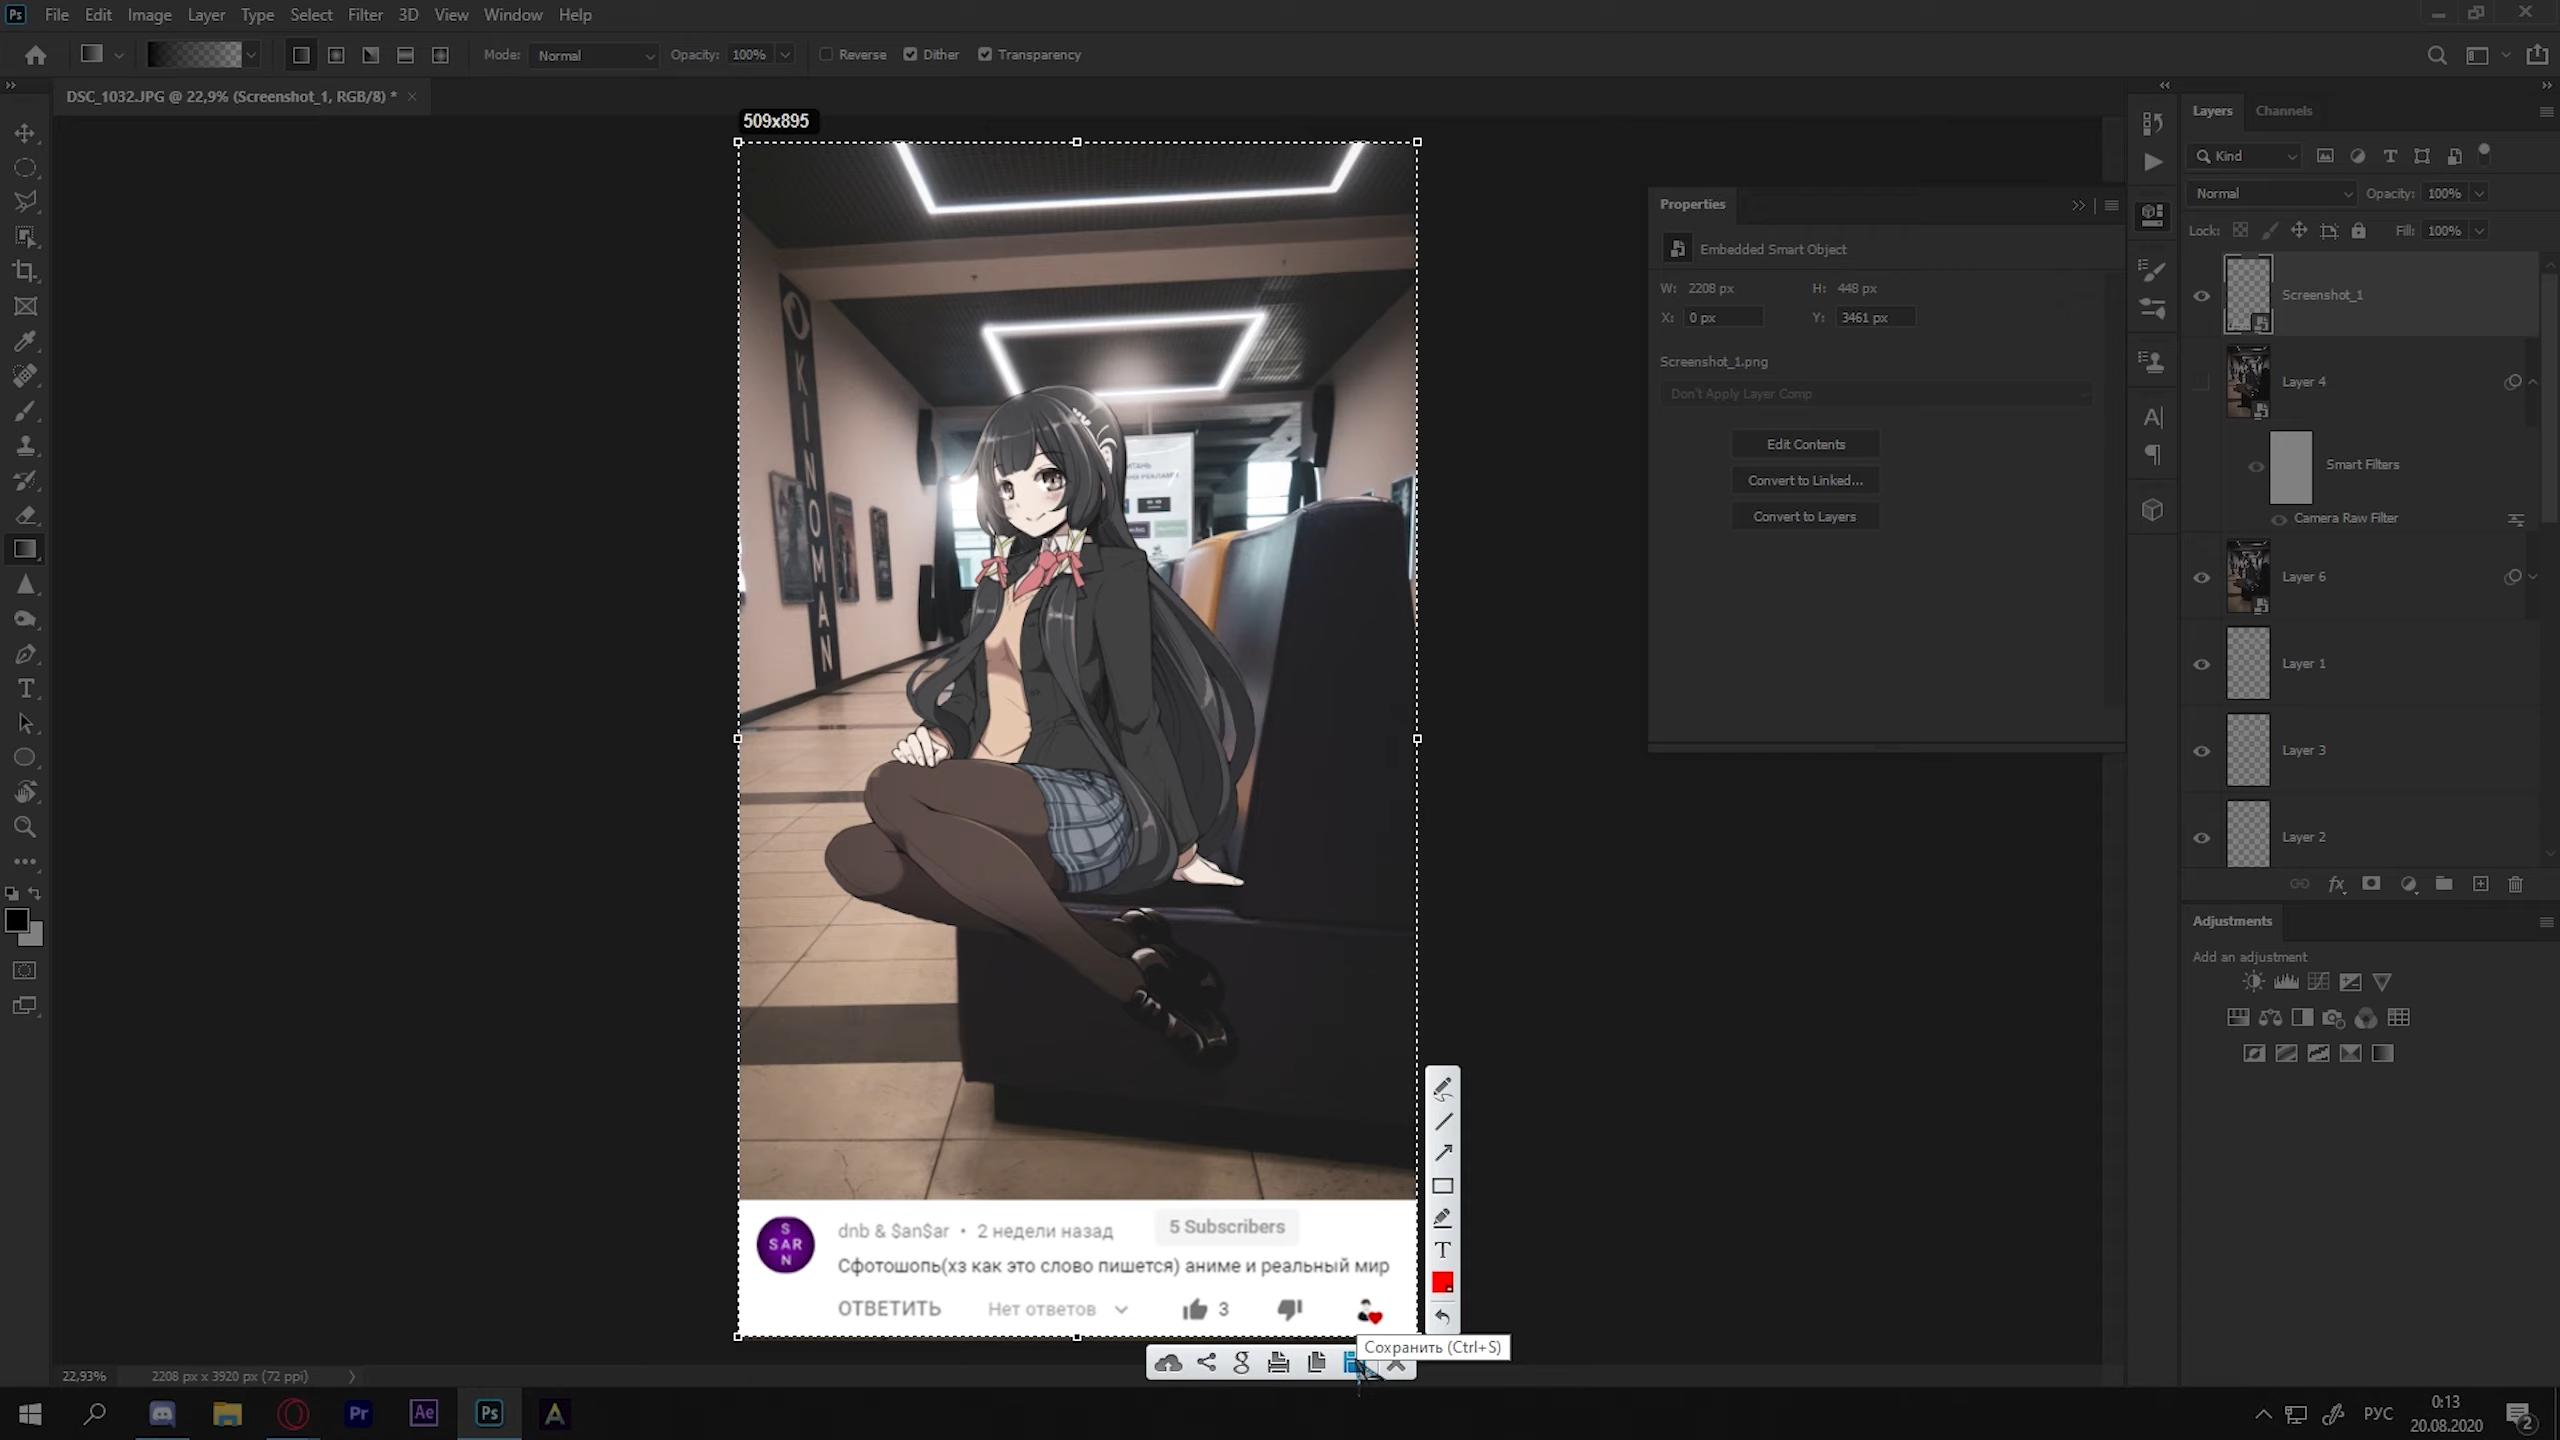 Ps File Edit Image Layer Type Select Filter 3D View Window Help
Mode: Normal Opacity: 100% Reverse Dither Transparency
DSC_1032.JPG @ 22,9% (Screenshot_1, RGB/8) * ×
509x895
KINOMAN
Properties
Embedded Smart Object
W: 2208 px H: 448 px
X: 0 px Y: 3461 px
Screenshot_1.png
Don't Apply Layer Comp
Edit Contents
Convert to Linked...
Convert to Layers
Layers Channels
Kind
Normal Opacity: 100%
Lock: Fill: 100%
Screenshot_1
Layer 4
Smart Filters
Camera Raw Filter
Layer 6
Layer 1
Layer 3
Layer 2
Adjustments
Add an adjustment
S
SAR
N
dnb & $an$ar • 2 недели назад 5 Subscribers
Сфотошопь(хз как это слово пишется) аниме и реальный мир
ОТВЕТИТЬ Нет ответов 3
Сохранить (Ctrl+S)
22,93% 2208 px x 3920 px (72 ppi)
Pr Ae Ps
РУС 0:13
20.08.2020
2